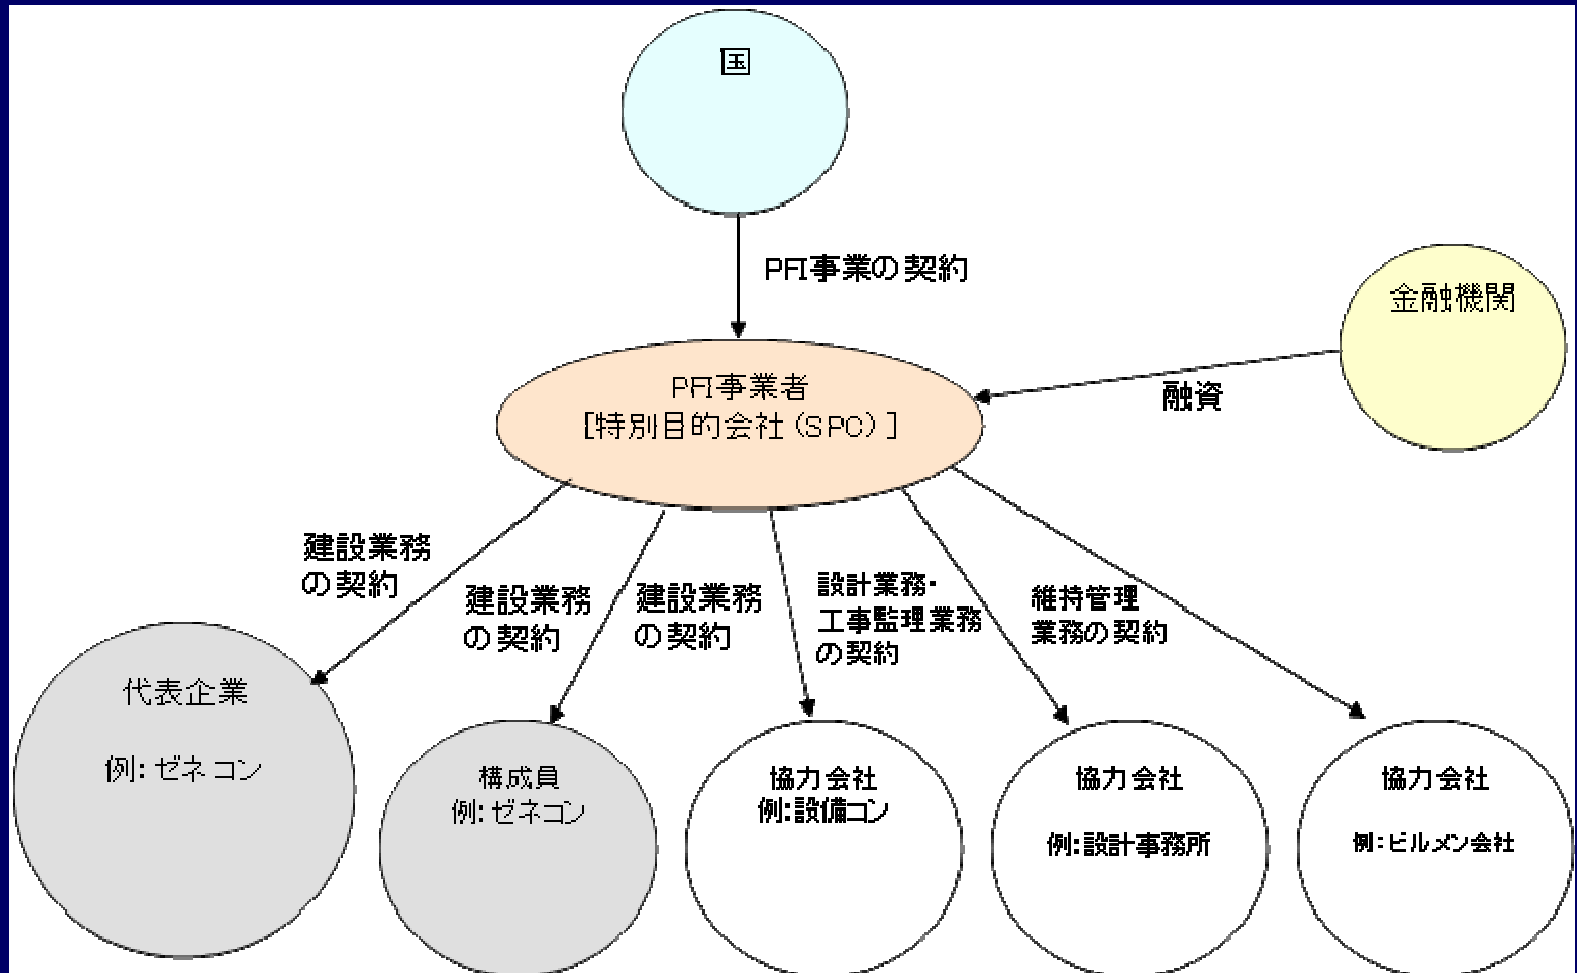 国
PFI事業の契約
金融機関
融資
PFI事業者
［特別目的会社（SPC）］
建設業務
の契約
建設業務
の契約
建設業務
の契約
設計業務・
工事監理業務
の契約
維持管理
業務の契約
代表企業
例：ゼネコン
構成員
例：ゼネコン
協力会社
例：設備コン
協力会社
例：設計事務所
協力会社
例：ビルメン会社